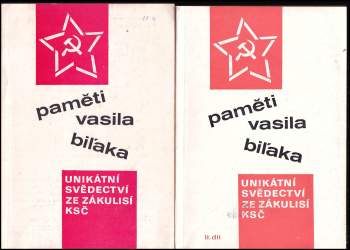 paměti
vasila
biľaka
UNIKÁTNÍ
SVĚDECTVÍ
ZE ZÁKULISÍ
KSČ
paměti
vasila
biľaka
UNIKÁTNÍ
SVĚDECTVÍ
ZE ZÁKULISÍ
KSČ
II. díl